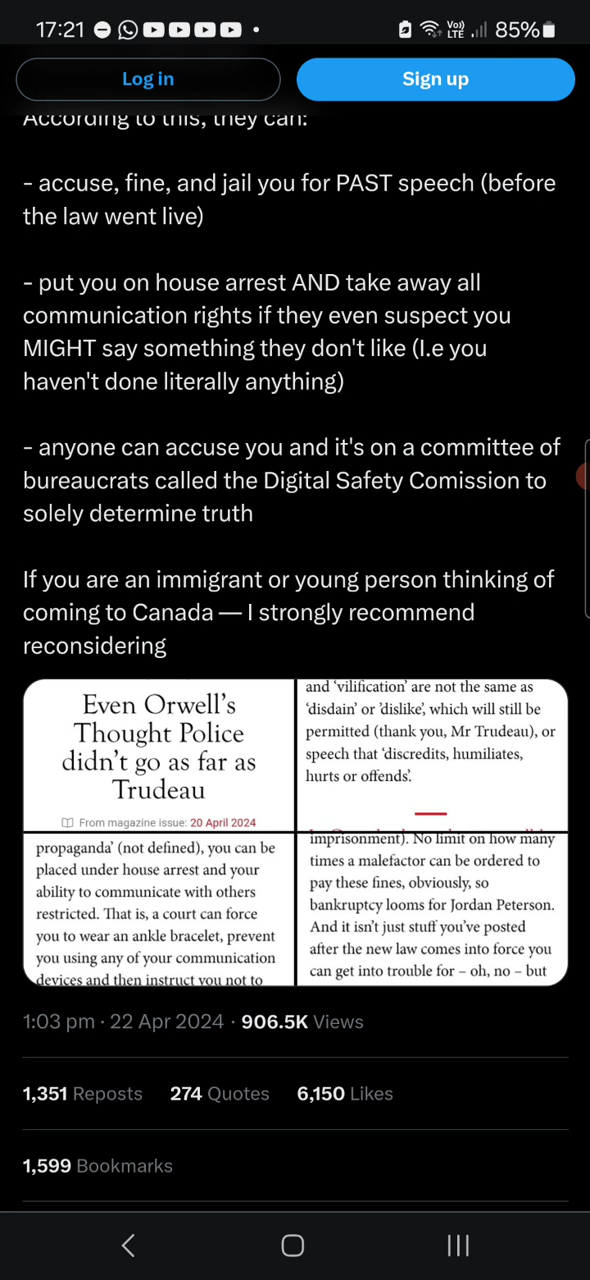 17:21
Vo))
LTE
85%
Log in
Sign up
According to this, they can:
- accuse, fine, and jail you for PAST speech (before
the law went live)
- put you on house arrest AND take away all
communication rights if they even suspect you
MIGHT say something they don't like (I.e you
haven't done literally anything)
- anyone can accuse you and it's on a committee of
bureaucrats called the Digital Safety Comission to
solely determine truth
If you are an immigrant or young person thinking of
coming to Canada — I strongly recommend
reconsidering
Even Orwell's
Thought Police
didn't go as far as
Trudeau
From magazine issue: 20 April 2024
and 'vilification' are not the same as
'disdain' or 'dislike', which will still be
permitted (thank you, Mr Trudeau), or
speech that 'discredits, humiliates,
hurts or offends'.
propaganda' (not defined), you can be
placed under house arrest and your
ability to communicate with others
restricted. That is, a court can force
you to wear an ankle bracelet, prevent
you using any of your communication
devices and then instruct you not to
imprisonment). No limit on how many
times a malefactor can be ordered to
pay these fines, obviously, so
bankruptcy looms for Jordan Peterson.
And it isn't just stuff you've posted
after the new law comes into force you
can get into trouble for – oh, no – but
1:03 pm · 22 Apr 2024 · 906.5K Views
1,351 Reposts 274 Quotes 6,150 Likes
1,599 Bookmarks